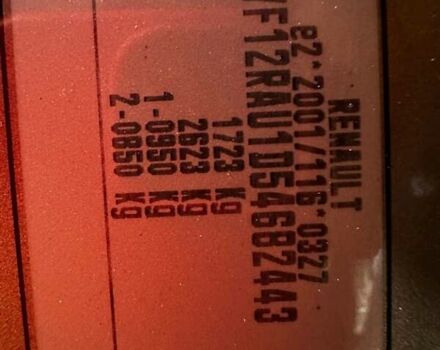 RENAULT
e2*2001/116*0327
VF12RAU1D54682443
1723 kg
2623 kg
1-0950 kg
2-0850 kg